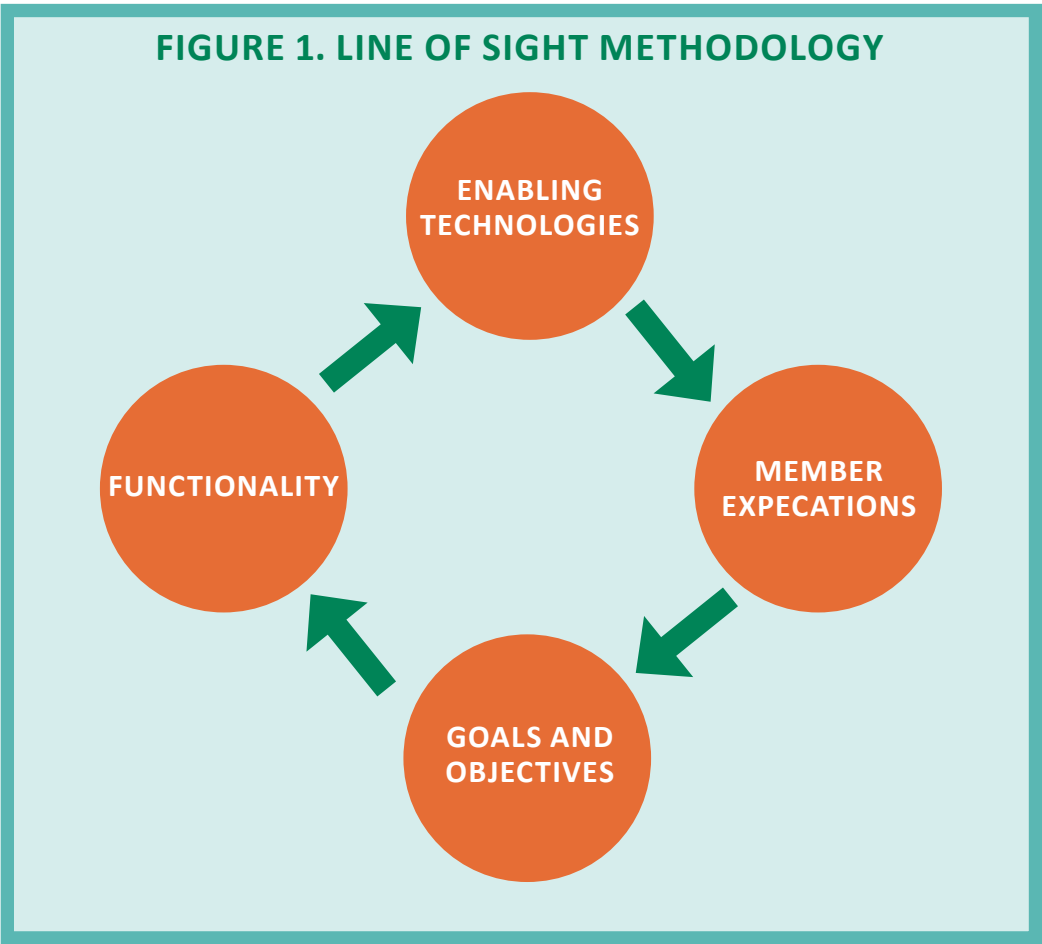 FIGURE 1. LINE OF SIGHT METHODOLOGY
ENABLING
TECHNOLOGIES
MEMBER
EXPECATIONS
GOALS AND
OBJECTIVES
FUNCTIONALITY